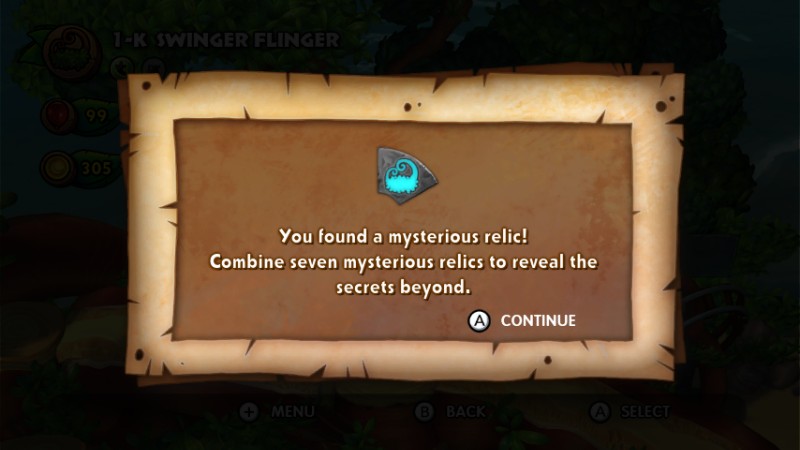 1-K SWINGER FLINGER
99
305
You found a mysterious relic!
Combine seven mysterious relics to reveal the
secrets beyond.
A CONTINUE
+ MENU
B BACK
A SELECT